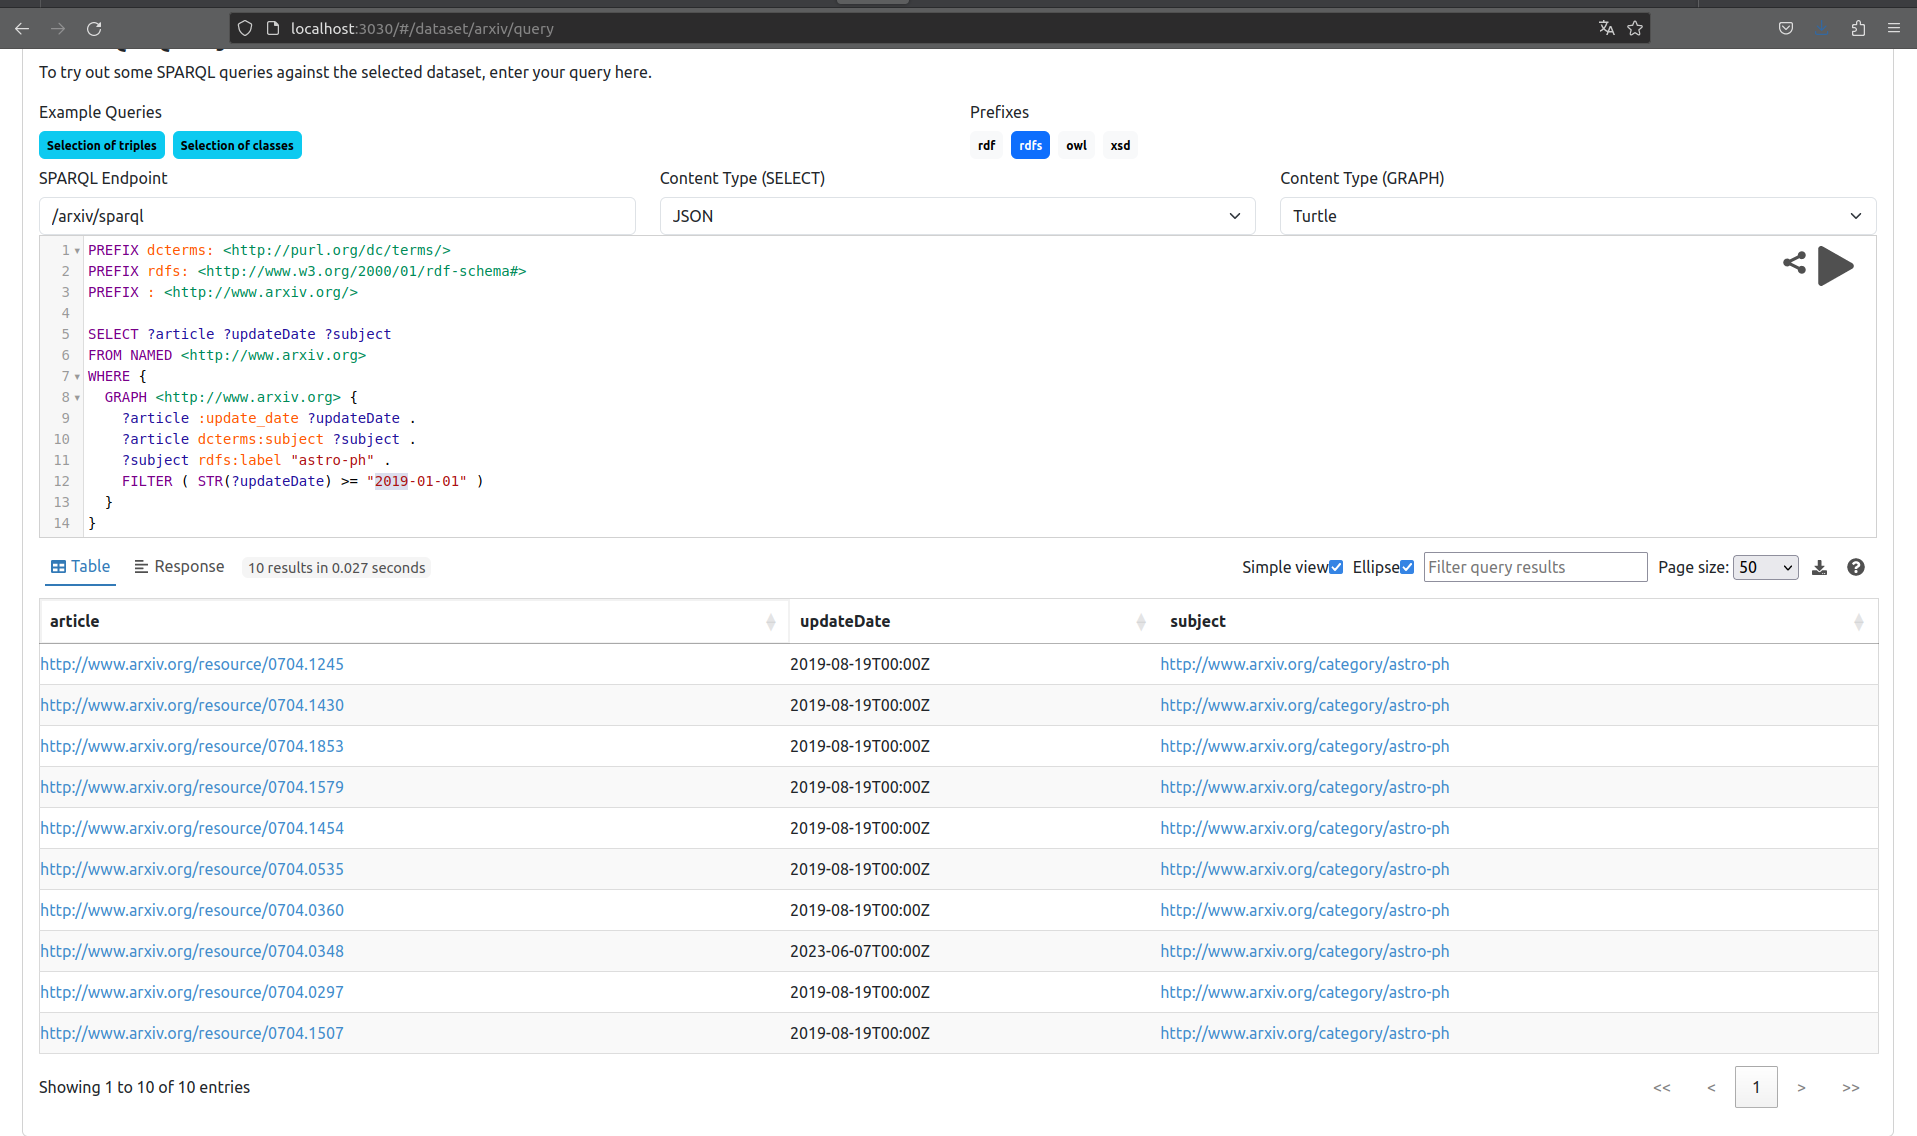 localhost:3030/#/dataset/arxiv/query
To try out some SPARQL queries against the selected dataset, enter your query here.
Example Queries
Prefixes
Selection of triples Selection of classes
rdf rdfs owl xsd
SPARQL Endpoint
Content Type (SELECT)
Content Type (GRAPH)
/arxiv/sparql
JSON
Turtle
1 PREFIX dcterms: <http://purl.org/dc/terms/>
2 PREFIX rdfs: <http://www.w3.org/2000/01/rdf-schema#>
3 PREFIX : <http://www.arxiv.org/>
4
5 SELECT ?article ?updateDate ?subject
6 FROM NAMED <http://www.arxiv.org>
7 WHERE {
8 GRAPH <http://www.arxiv.org> {
9 ?article :update_date ?updateDate .
10 ?article dcterms:subject ?subject .
11 ?subject rdfs:label "astro-ph" .
12 FILTER ( STR(?updateDate) >= "2019-01-01" )
13 }
14 }
Table Response 10 results in 0.027 seconds
Simple view Ellipse Filter query results Page size: 50
article updateDate subject
http://www.arxiv.org/resource/0704.1245 2019-08-19T00:00Z http://www.arxiv.org/category/astro-ph
http://www.arxiv.org/resource/0704.1430 2019-08-19T00:00Z http://www.arxiv.org/category/astro-ph
http://www.arxiv.org/resource/0704.1853 2019-08-19T00:00Z http://www.arxiv.org/category/astro-ph
http://www.arxiv.org/resource/0704.1579 2019-08-19T00:00Z http://www.arxiv.org/category/astro-ph
http://www.arxiv.org/resource/0704.1454 2019-08-19T00:00Z http://www.arxiv.org/category/astro-ph
http://www.arxiv.org/resource/0704.0535 2019-08-19T00:00Z http://www.arxiv.org/category/astro-ph
http://www.arxiv.org/resource/0704.0360 2019-08-19T00:00Z http://www.arxiv.org/category/astro-ph
http://www.arxiv.org/resource/0704.0348 2023-06-07T00:00Z http://www.arxiv.org/category/astro-ph
http://www.arxiv.org/resource/0704.0297 2019-08-19T00:00Z http://www.arxiv.org/category/astro-ph
http://www.arxiv.org/resource/0704.1507 2019-08-19T00:00Z http://www.arxiv.org/category/astro-ph
Showing 1 to 10 of 10 entries
<< < 1 > >>